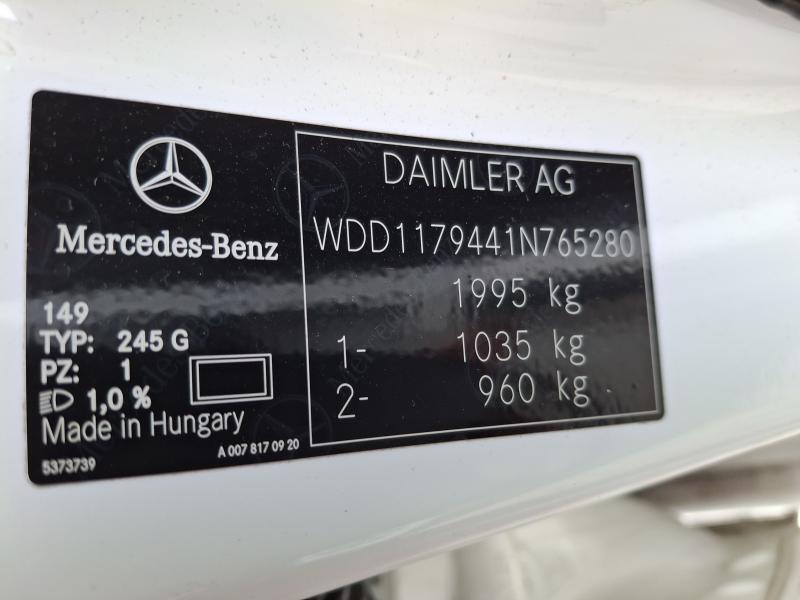 Mercedes-Benz
149
TYP: 245 G
PZ: 1
1,0 %
Made in Hungary
5373739
A 007 817 09 20
DAIMLER AG
WDD1179441N765280
1995 kg
1- 1035 kg
2- 960 kg